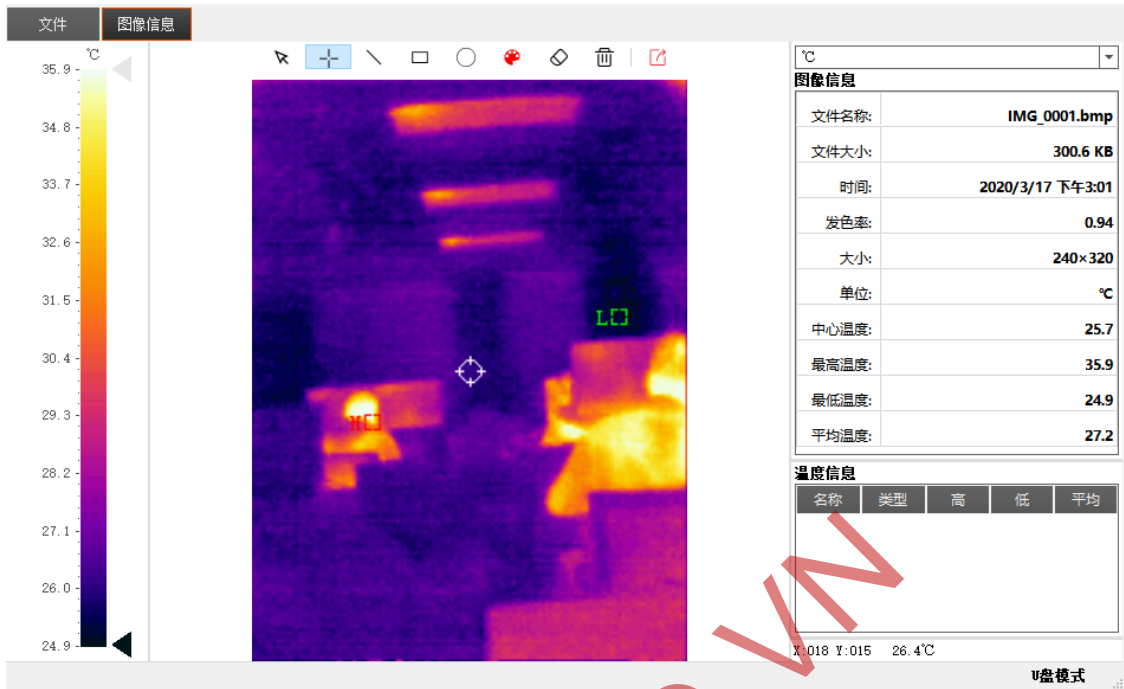 文件 图像信息
℃
35.9
34.8
33.7
32.6
31.5
30.4
29.3
28.2
27.1
26.0
24.9
L
H
℃
图像信息
文件名称: IMG_0001.bmp
文件大小: 300.6 KB
时间: 2020/3/17 下午3:01
发色率: 0.94
大小: 240×320
单位: ℃
中心温度: 25.7
最高温度: 35.9
最低温度: 24.9
平均温度: 27.2
温度信息
名称 类型 高 低 平均
X:018 Y:015 26.4℃
U盘模式
VN